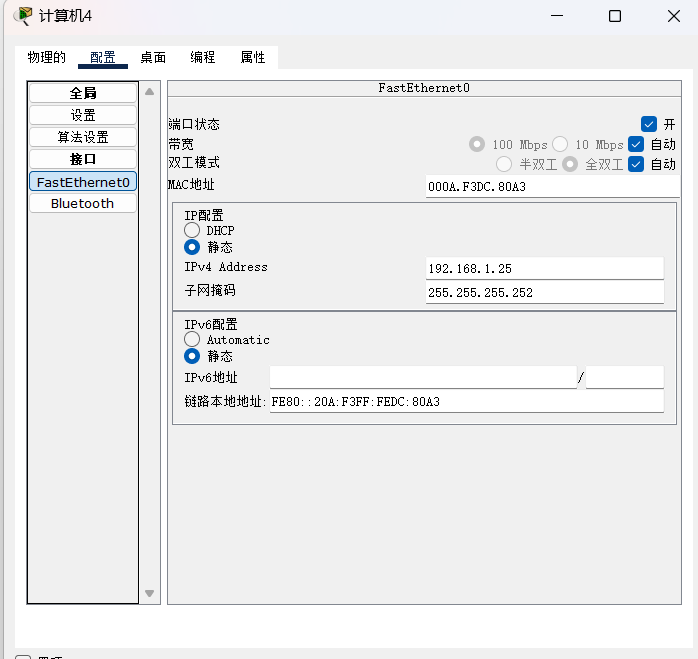 计算机4
物理的 配置 桌面 编程 属性
全局
设置
算法设置
接口
FastEthernet0
Bluetooth
FastEthernet0
端口状态 开
带宽 100 Mbps 10 Mbps 自动
双工模式 半双工 全双工 自动
MAC地址 000A.F3DC.80A3
IP配置
DHCP
静态
IPv4 Address 192.168.1.25
子网掩码 255.255.255.252
IPv6配置
Automatic
静态
IPv6地址 /
链路本地地址: FE80::20A:F3FF:FEDC:80A3